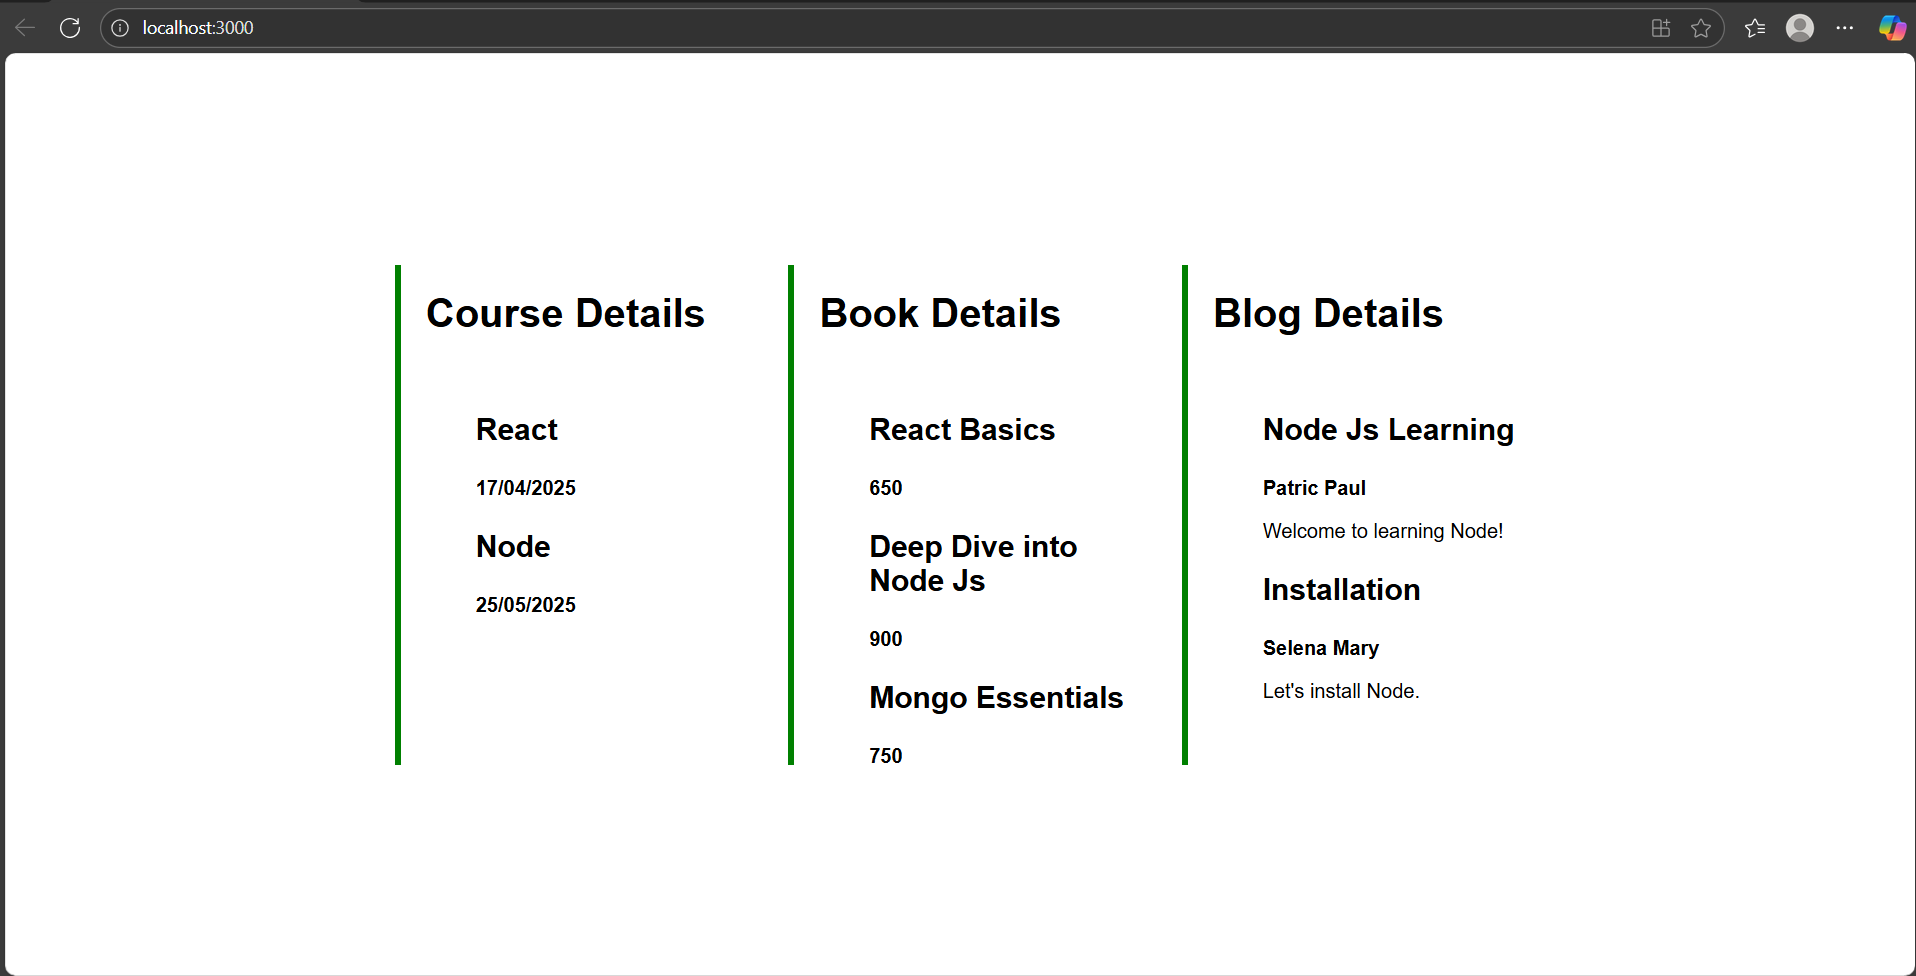 localhost:3000
Course Details
React
17/04/2025
Node
25/05/2025
Book Details
React Basics
650
Deep Dive into
Node Js
900
Mongo Essentials
750
Blog Details
Node Js Learning
Patric Paul
Welcome to learning Node!
Installation
Selena Mary
Let's install Node.